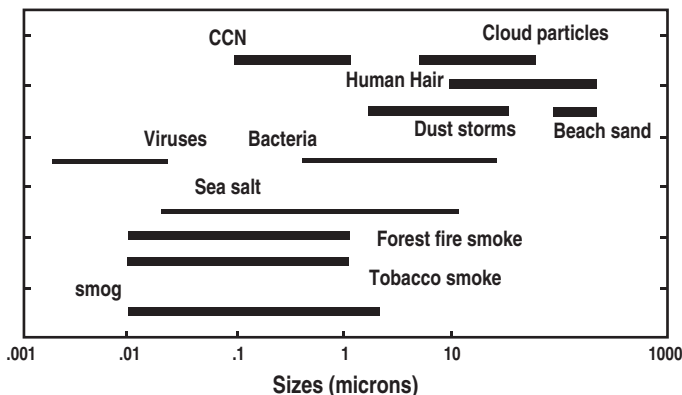 CCN
Cloud particles
Human Hair
Dust storms
Beach sand
Viruses
Bacteria
Sea salt
Forest fire smoke
Tobacco smoke
smog
.001 .01 .1 1 10 1000
Sizes (microns)